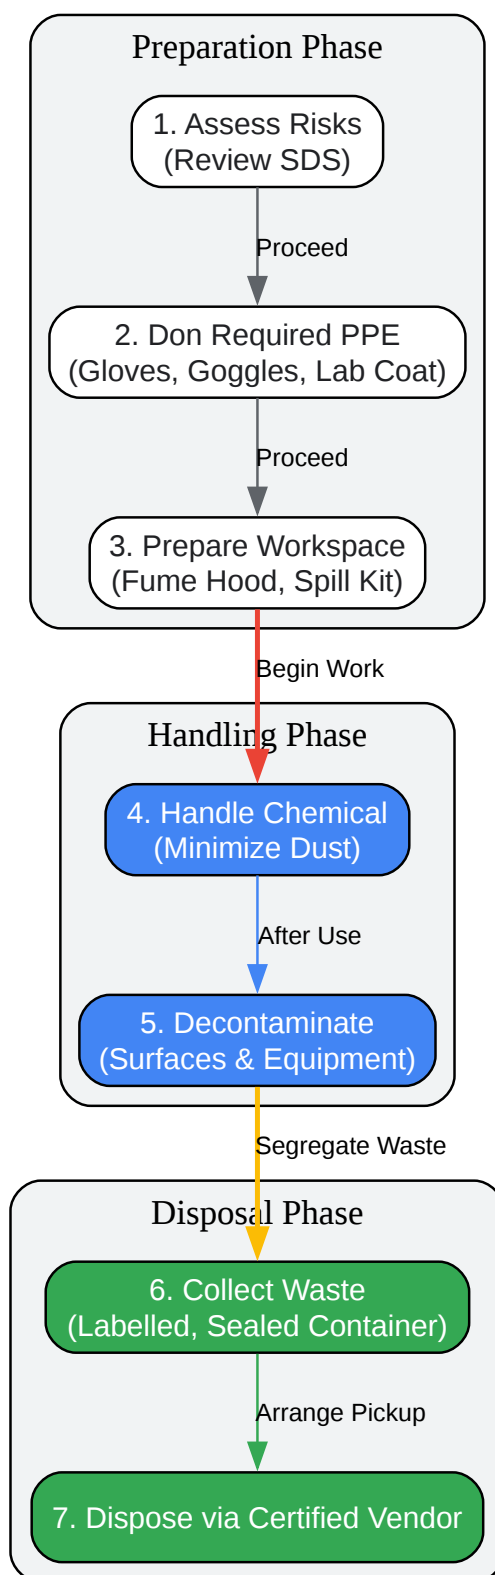 Preparation Phase
1. Assess Risks
(Review SDS)
Proceed
2. Don Required PPE
(Gloves, Goggles, Lab Coat)
Proceed
3. Prepare Workspace
(Fume Hood, Spill Kit)
Begin Work
Handling Phase
4. Handle Chemical
(Minimize Dust)
After Use
5. Decontaminate
(Surfaces & Equipment)
Segregate Waste
Disposal Phase
6. Collect Waste
(Labelled, Sealed Container)
Arrange Pickup
7. Dispose via Certified Vendor